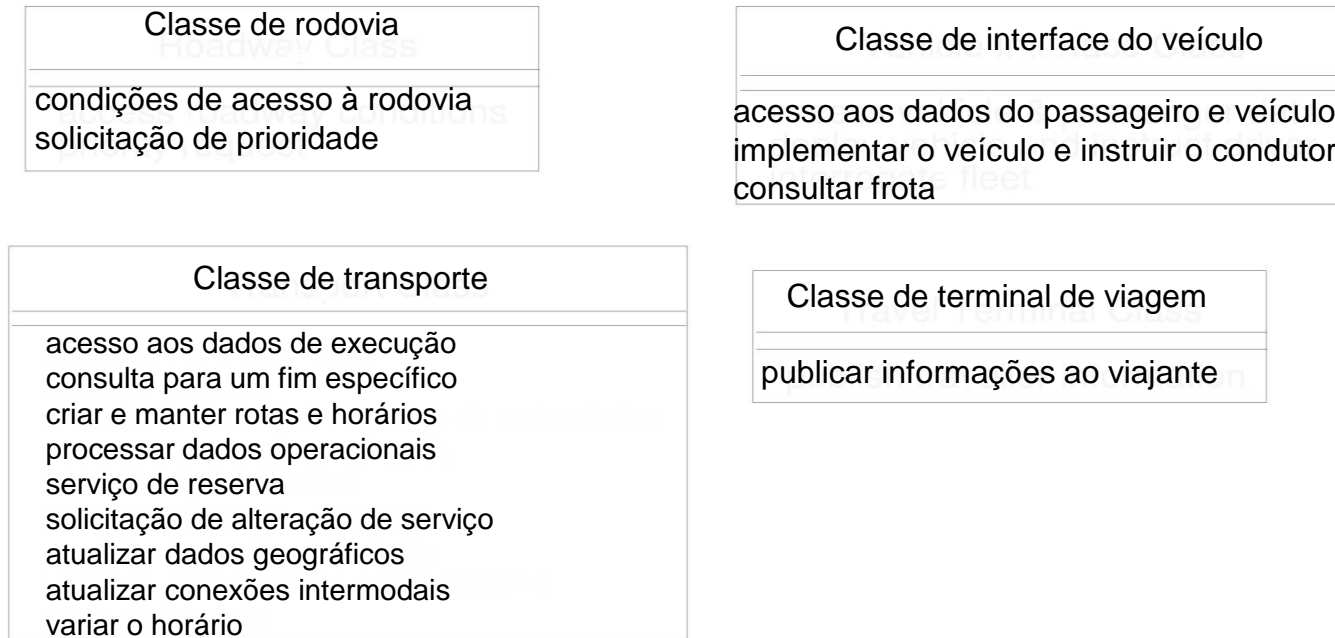 Classe de rodovia
condições de acesso à rodovia
solicitação de prioridade
Classe de interface do veículo
acesso aos dados do passageiro e veículo
implementar o veículo e instruir o condutor
consultar frota
Classe de transporte
acesso aos dados de execução
consulta para um fim específico
criar e manter rotas e horários
processar dados operacionais
serviço de reserva
solicitação de alteração de serviço
atualizar dados geográficos
atualizar conexões intermodais
variar o horário
Classe de terminal de viagem
publicar informações ao viajante